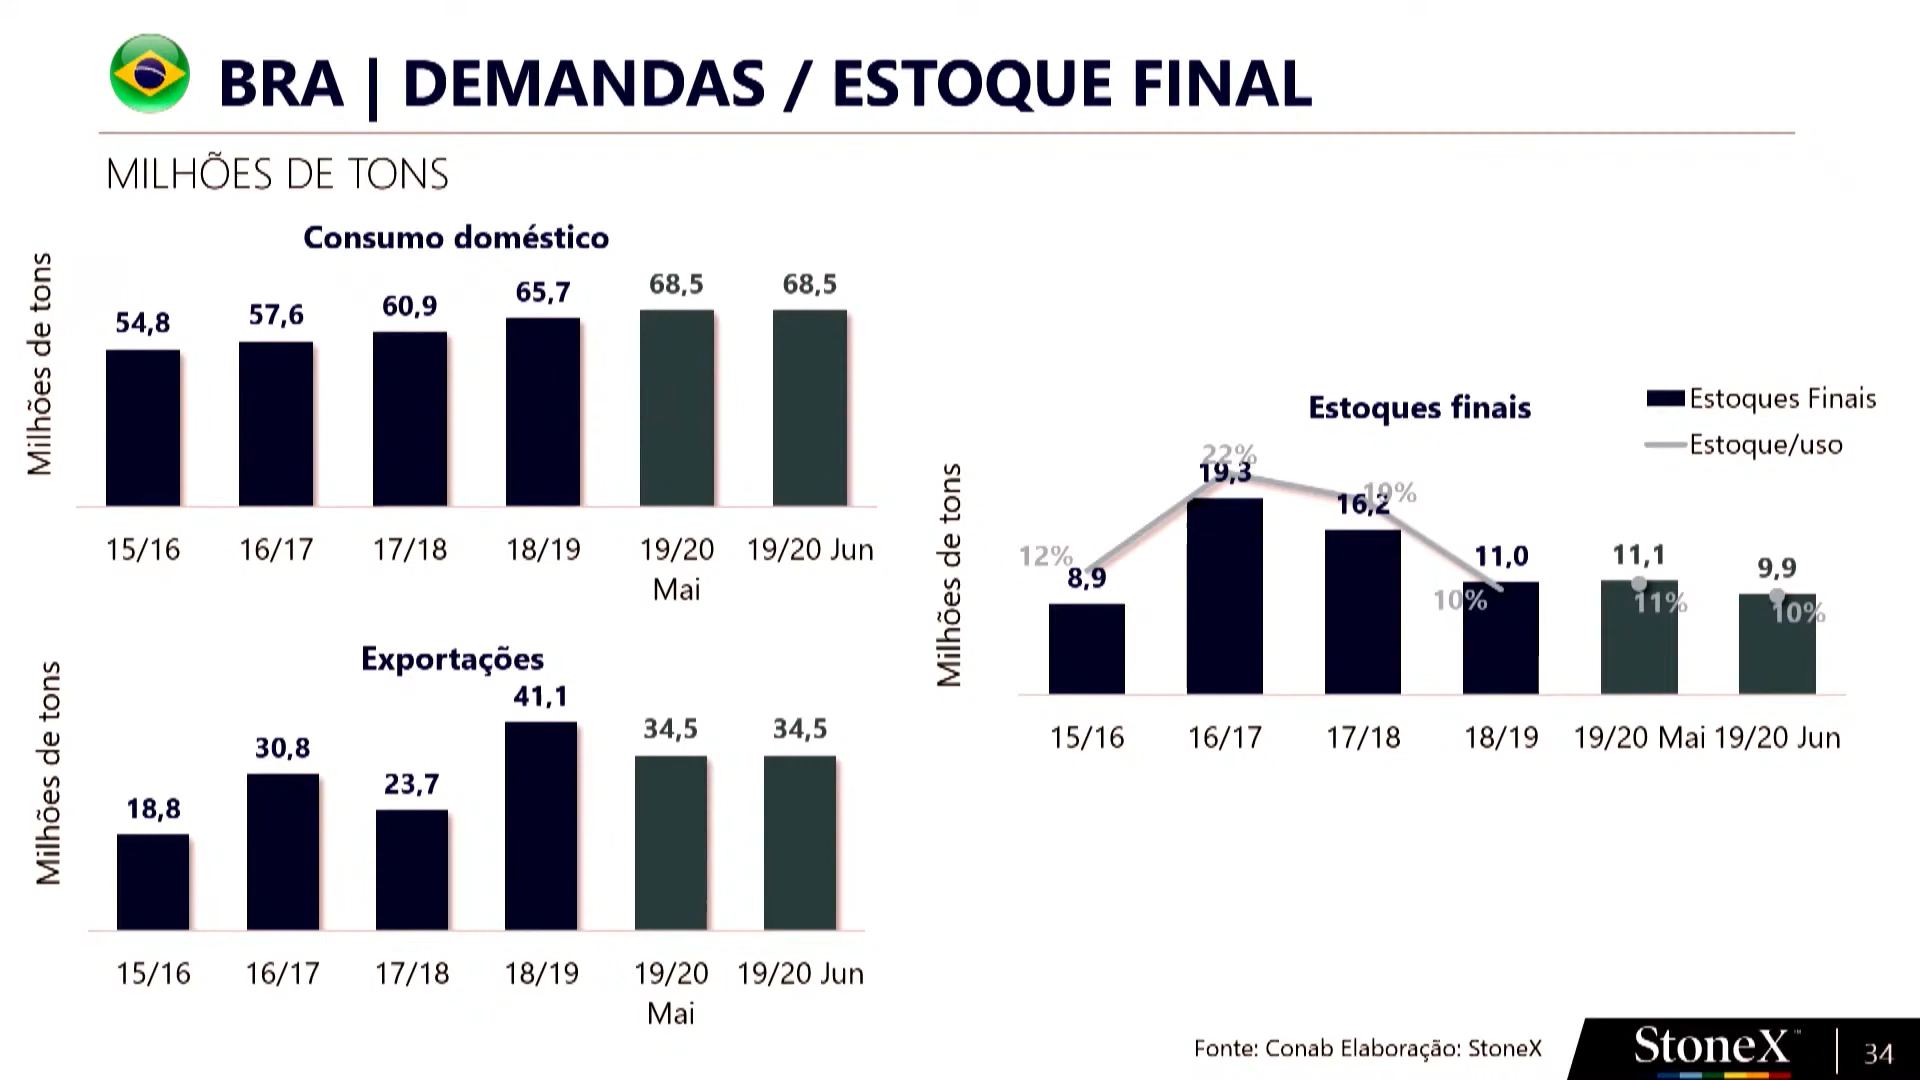 BRA | DEMANDAS / ESTOQUE FINAL
MILHÕES DE TONS
Consumo doméstico
Milhões de tons
54,8 57,6 60,9 65,7 68,5 68,5
15/16 16/17 17/18 18/19 19/20 Mai 19/20 Jun
Exportações
Milhões de tons
18,8 30,8 23,7 41,1 34,5 34,5
15/16 16/17 17/18 18/19 19/20 Mai 19/20 Jun
Estoques finais
Estoques Finais
Estoque/uso
Milhões de tons
12% 22% 19% 10% 11% 10%
8,9 19,3 16,2 11,0 11,1 9,9
15/16 16/17 17/18 18/19 19/20 Mai 19/20 Jun
Fonte: Conab Elaboração: StoneX
StoneX™
34